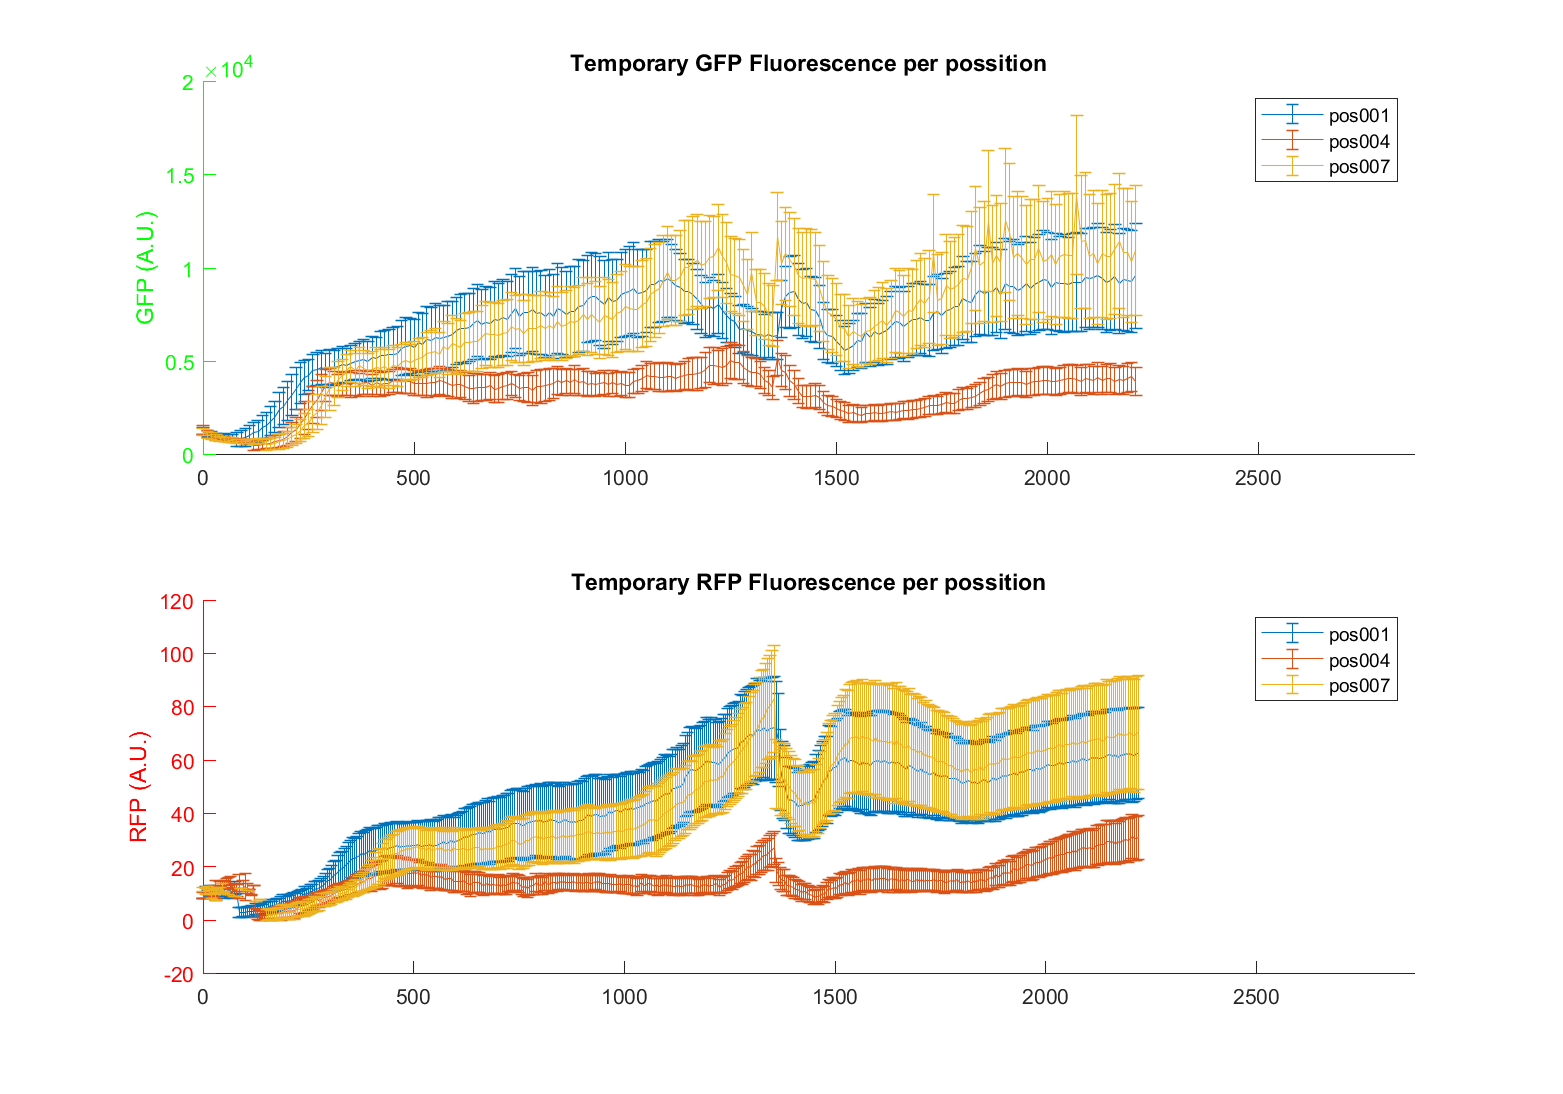 Temporary GFP Fluorescence per possition
×10^4
2
1.5
1
0.5
0
GFP (A.U.)
0 500 1000 1500 2000 2500
pos001
pos004
pos007
Temporary RFP Fluorescence per possition
120
100
80
60
40
20
0
-20
RFP (A.U.)
0 500 1000 1500 2000 2500
pos001
pos004
pos007